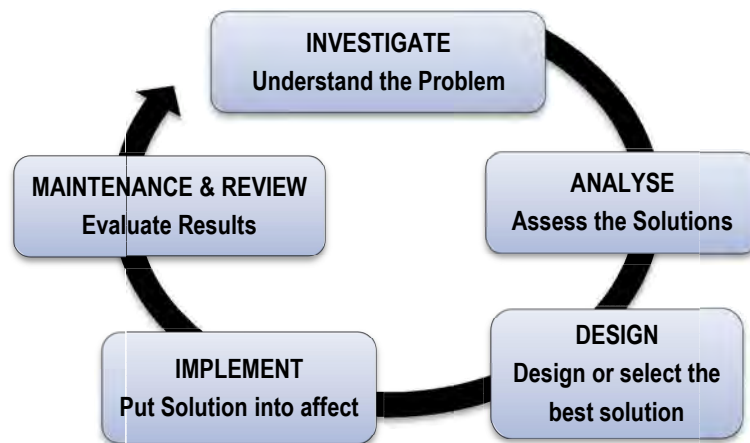 INVESTIGATE
Understand the Problem
ANALYSE
Assess the Solutions
DESIGN
Design or select the
best solution
IMPLEMENT
Put Solution into affect
MAINTENANCE & REVIEW
Evaluate Results